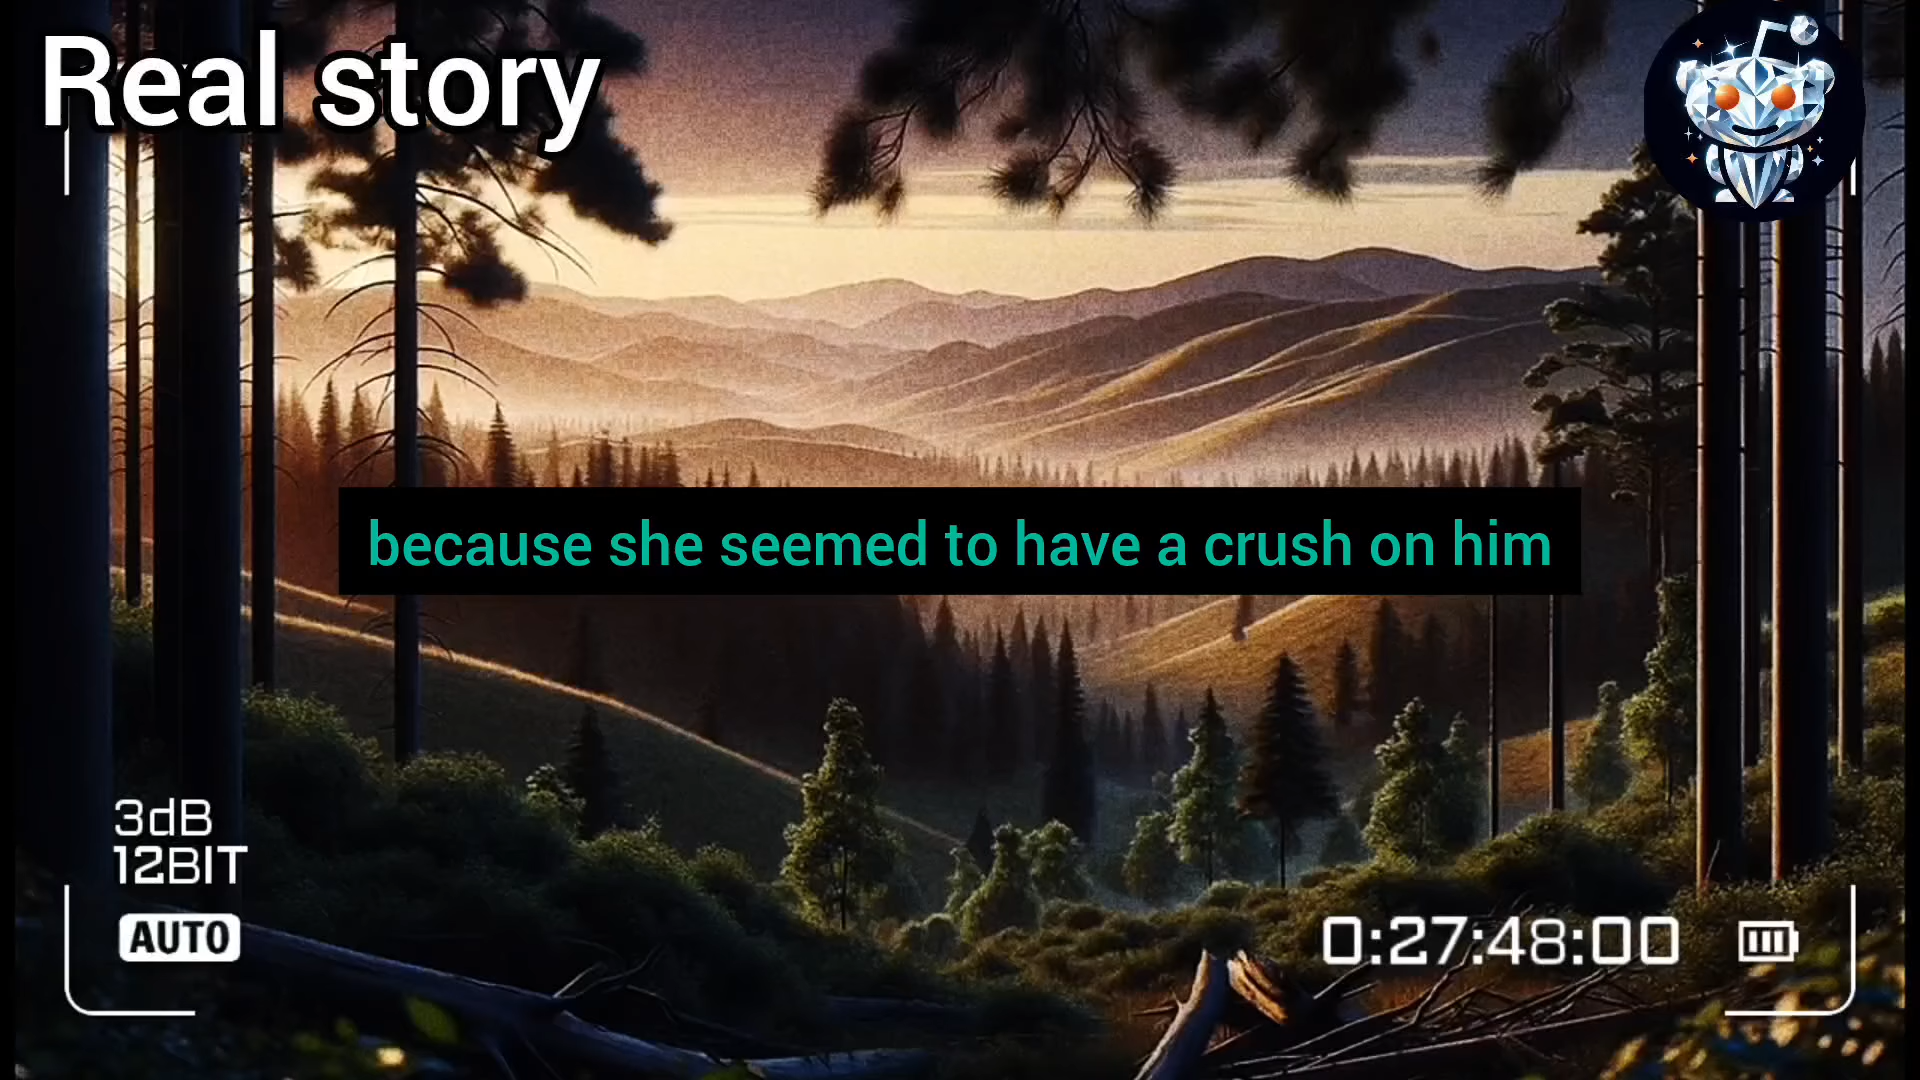 Real story
because she seemed to have a crush on him
3dB
12BIT
AUTO
0:27:48:00